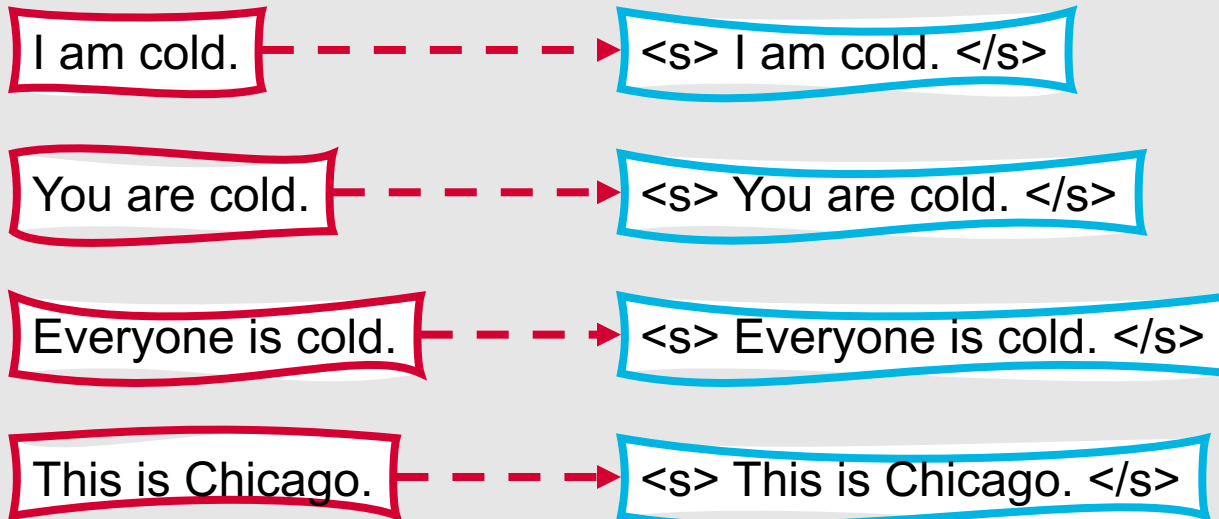 I am cold. <s> I am cold. </s>
You are cold. <s> You are cold. </s>
Everyone is cold. <s> Everyone is cold. </s>
This is Chicago. <s> This is Chicago. </s>